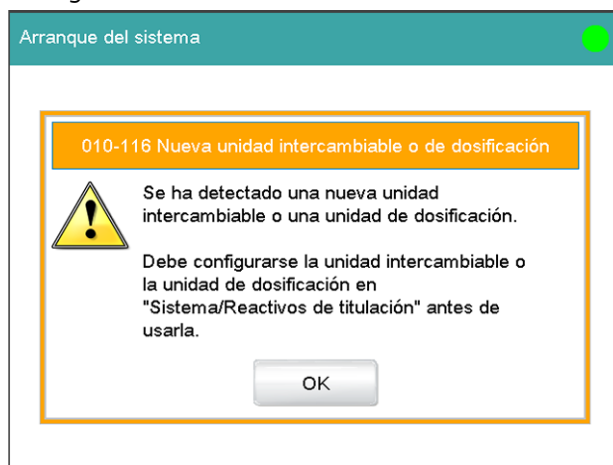 Arranque del sistema
010-116 Nueva unidad intercambiable o de dosificación
Se ha detectado una nueva unidad
intercambiable o una unidad de dosificación.
Debe configurarse la unidad intercambiable o
la unidad de dosificación en
"Sistema/Reactivos de titulación" antes de
usarla.
OK